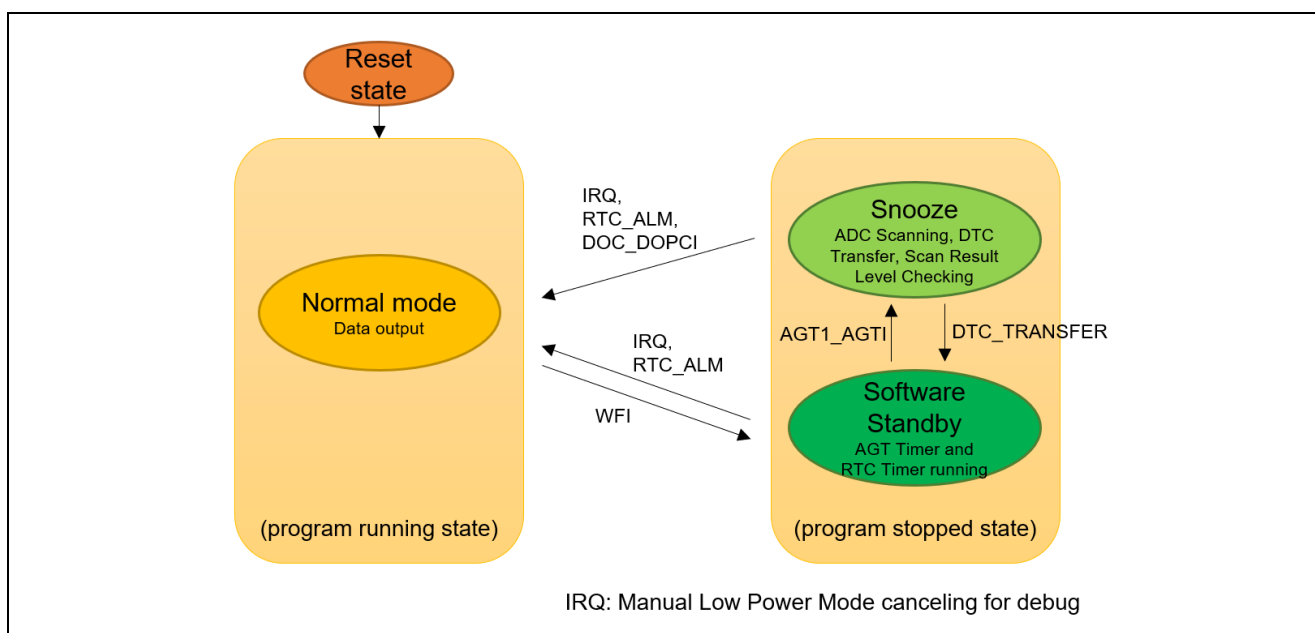 Reset
state
IRQ,
RTC_ALM,
DOC_DOPCI
Snooze
ADC Scanning, DTC
Transfer, Scan Result
Level Checking
Normal mode
Data output
AGT1_AGTI
DTC_TRANSFER
IRQ,
RTC_ALM
WFI
Software
Standby
AGT Timer and
RTC Timer running
(program running state)
(program stopped state)
IRQ: Manual Low Power Mode canceling for debug